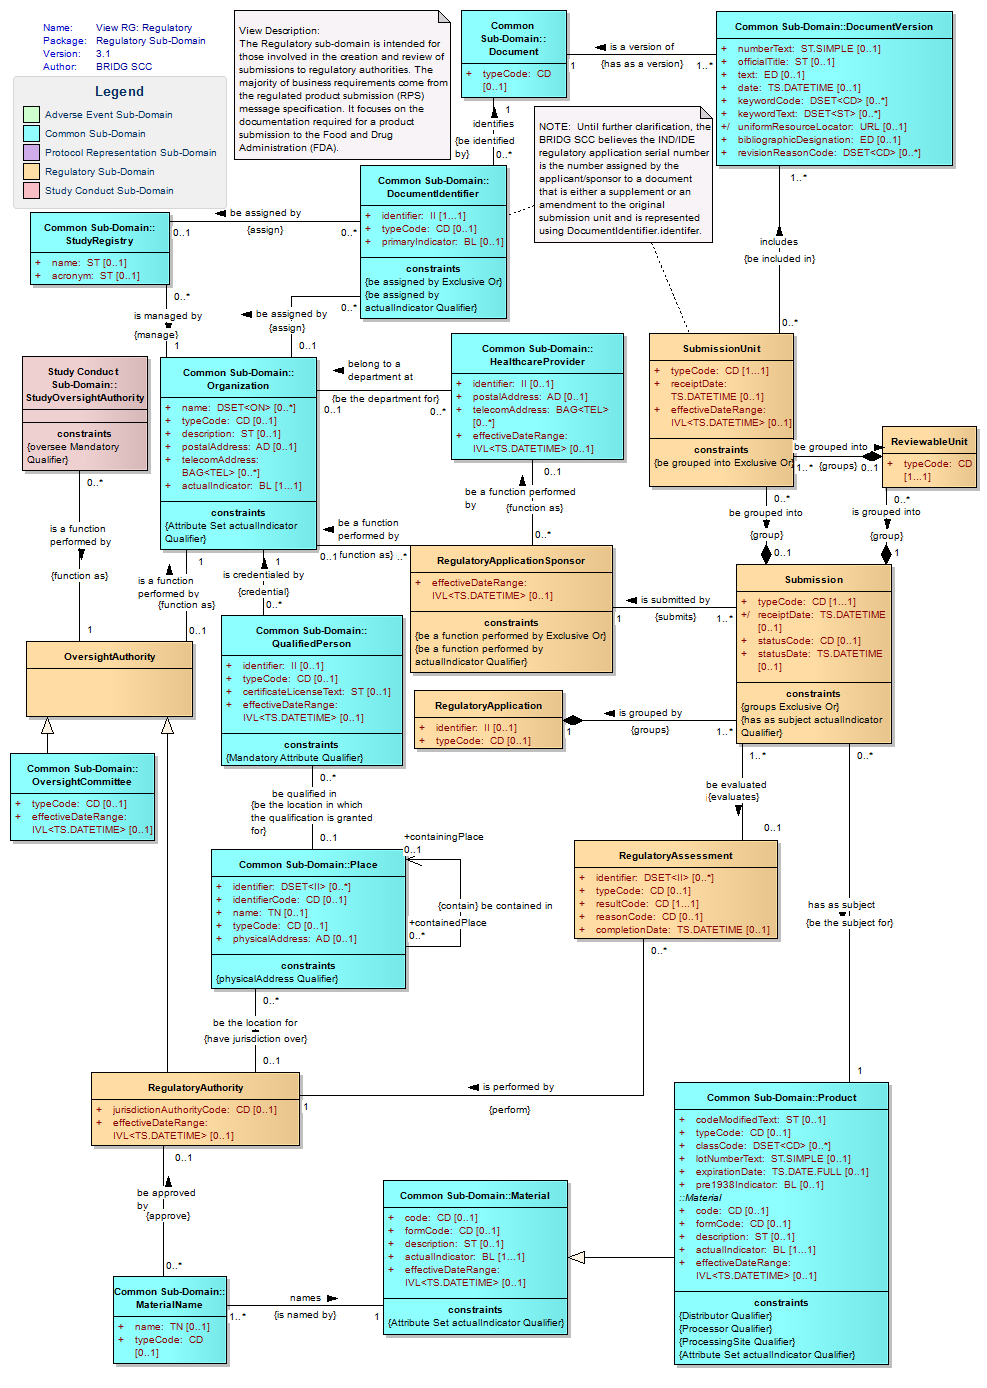 Name: View RG: Regulatory
Package: Regulatory Sub-Domain
Version: 3.1
Author: BRIDG SCC
Legend
Adverse Event Sub-Domain
Common Sub-Domain
Protocol Representation Sub-Domain
Regulatory Sub-Domain
Study Conduct Sub-Domain
View Description:
The Regulatory sub-domain is intended for
those involved in the creation and review of
submissions to regulatory authorities. The
majority of business requirements come from
the regulated product submission (RPS)
message specification. It focuses on the
documentation required for a product
submission to the Food and Drug
Administration (FDA).
Common
Sub-Domain::
Document
+ typeCode: CD
[0..1]
is a version of
{has as a version}
1
1..*
Common Sub-Domain::DocumentVersion
+ numberText: ST.SIMPLE [0..1]
+ officialTitle: ST [0..1]
+ text: ED [0..1]
+ date: TS.DATETIME [0..1]
+ keywordCode: DSET<CD> [0..*]
+ keywordText: DSET<ST> [0..*]
+/ uniformResourceLocator: URL [0..1]
+ bibliographicDesignation: ED [0..1]
+ revisionReasonCode: DSET<CD> [0..*]
1
identifies
{be identified
by}
0..*
NOTE: Until further clarification, the
BRIDG SCC believes the IND/IDE
regulatory application serial number
is the number assigned by the
applicant/sponsor to a document
that is either a supplement or an
amendment to the original
submission unit and is represented
using DocumentIdentifier.identifer.
1..*
includes
{be included in}
0..*
Common Sub-Domain::
DocumentIdentifier
+ identifier: II [1...1]
+ typeCode: CD [0..1]
+ primaryIndicator: BL [0..1]
constraints
{be assigned by Exclusive Or}
{be assigned by
actualIndicator Qualifier}
be assigned by
{assign}
0..1
0..*
Common Sub-Domain::
StudyRegistry
+ name: ST [0..1]
+ acronym: ST [0..1]
0..*
is managed by
{manage}
1
0..*
be assigned by
{assign}
0..1
Study Conduct
Sub-Domain::
StudyOversightAuthority
constraints
{oversee Mandatory
Qualifier}
0..*
is a function
performed by
{function as}
1
Common Sub-Domain::
Organization
+ name: DSET<ON> [0..*]
+ typeCode: CD [0..1]
+ description: ST [0..1]
+ postalAddress: AD [0..1]
+ telecomAddress:
BAG<TEL> [0..*]
+ actualIndicator: BL [1...1]
constraints
{Attribute Set actualIndicator
Qualifier}
belong to a
department at
{be the department for}
0..1
0..*
Common Sub-Domain::
HealthcareProvider
+ identifier: II [0..1]
+ postalAddress: AD [0..1]
+ telecomAddress: BAG<TEL>
[0..*]
+ effectiveDateRange:
IVL<TS.DATETIME> [0..1]
0..1
be a function performed
by
{function as}
0..*
SubmissionUnit
+ typeCode: CD [1...1]
+ receiptDate:
TS.DATETIME [0..1]
+ effectiveDateRange:
IVL<TS.DATETIME> [0..1]
constraints
{be grouped into Exclusive Or}
be grouped into
{groups}
1..*
0..1
ReviewableUnit
+ typeCode: CD
[1...1]
0..*
be grouped into
{group}
0..1
0..*
is grouped into
{group}
1
be a function
performed by
0..1
{function as}
0..*
RegulatoryApplicationSponsor
+ effectiveDateRange:
IVL<TS.DATETIME> [0..1]
constraints
{be a function performed by Exclusive Or}
{be a function performed by
actualIndicator Qualifier}
is submitted by
{submits}
1
1..*
Submission
+ typeCode: CD [1...1]
+/ receiptDate: TS.DATETIME
[0..1]
+ statusCode: CD [0..1]
+ statusDate: TS.DATETIME
[0..1]
constraints
{groups Exclusive Or}
{has as subject actualIndicator
Qualifier}
1
is a function
performed by
{function as}
0..1
1
is credentialed by
{credential}
0..*
OversightAuthority
Common Sub-Domain::
QualifiedPerson
+ identifier: II [0..1]
+ typeCode: CD [0..1]
+ certificateLicenseText: ST [0..1]
+ effectiveDateRange:
IVL<TS.DATETIME> [0..1]
constraints
{Mandatory Attribute Qualifier}
RegulatoryApplication
+ identifier: II [0..1]
+ typeCode: CD [0..1]
is grouped by
{groups}
1
1..*
Common Sub-Domain::
OversightCommittee
+ typeCode: CD [0..1]
+ effectiveDateRange:
IVL<TS.DATETIME> [0..1]
0..*
be qualified in
{be the location in which
the qualification is granted
for}
0..1
1..*
be evaluated
{evaluates}
0..1
0..*
has as subject
{be the subject for}
1
Common Sub-Domain::Place
+ identifier: DSET<II> [0..*]
+ identifierCode: CD [0..1]
+ name: TN [0..1]
+ typeCode: CD [0..1]
+ physicalAddress: AD [0..1]
constraints
{physicalAddress Qualifier}
+containingPlace
0..1
{contain} be contained in
+containedPlace
0..*
RegulatoryAssessment
+ identifier: DSET<II> [0..*]
+ typeCode: CD [0..1]
+ resultCode: CD [1...1]
+ reasonCode: CD [0..1]
+ completionDate: TS.DATETIME [0..1]
0..*
0..*
be the location for
{have jurisdiction over}
0..1
RegulatoryAuthority
+ jurisdictionAuthorityCode: CD [0..1]
+ effectiveDateRange:
IVL<TS.DATETIME> [0..1]
is performed by
{perform}
1
0..1
be approved
by
{approve}
0..*
Common Sub-Domain::
MaterialName
+ name: TN [0..1]
+ typeCode: CD
[0..1]
names
{is named by}
1..*
1
Common Sub-Domain::Material
+ code: CD [0..1]
+ formCode: CD [0..1]
+ description: ST [0..1]
+ actualIndicator: BL [1...1]
+ effectiveDateRange:
IVL<TS.DATETIME> [0..1]
constraints
{Attribute Set actualIndicator Qualifier}
Common Sub-Domain::Product
+ codeModifiedText: ST [0..1]
+ typeCode: CD [0..1]
+ classCode: DSET<CD> [0..*]
+ lotNumberText: ST.SIMPLE [0..1]
+ expirationDate: TS.DATE.FULL [0..1]
+ pre1938Indicator: BL [0..1]
::Material
+ code: CD [0..1]
+ formCode: CD [0..1]
+ description: ST [0..1]
+ actualIndicator: BL [1...1]
+ effectiveDateRange:
IVL<TS.DATETIME> [0..1]
constraints
{Distributor Qualifier}
{Processor Qualifier}
{ProcessingSite Qualifier}
{Attribute Set actualIndicator Qualifier}